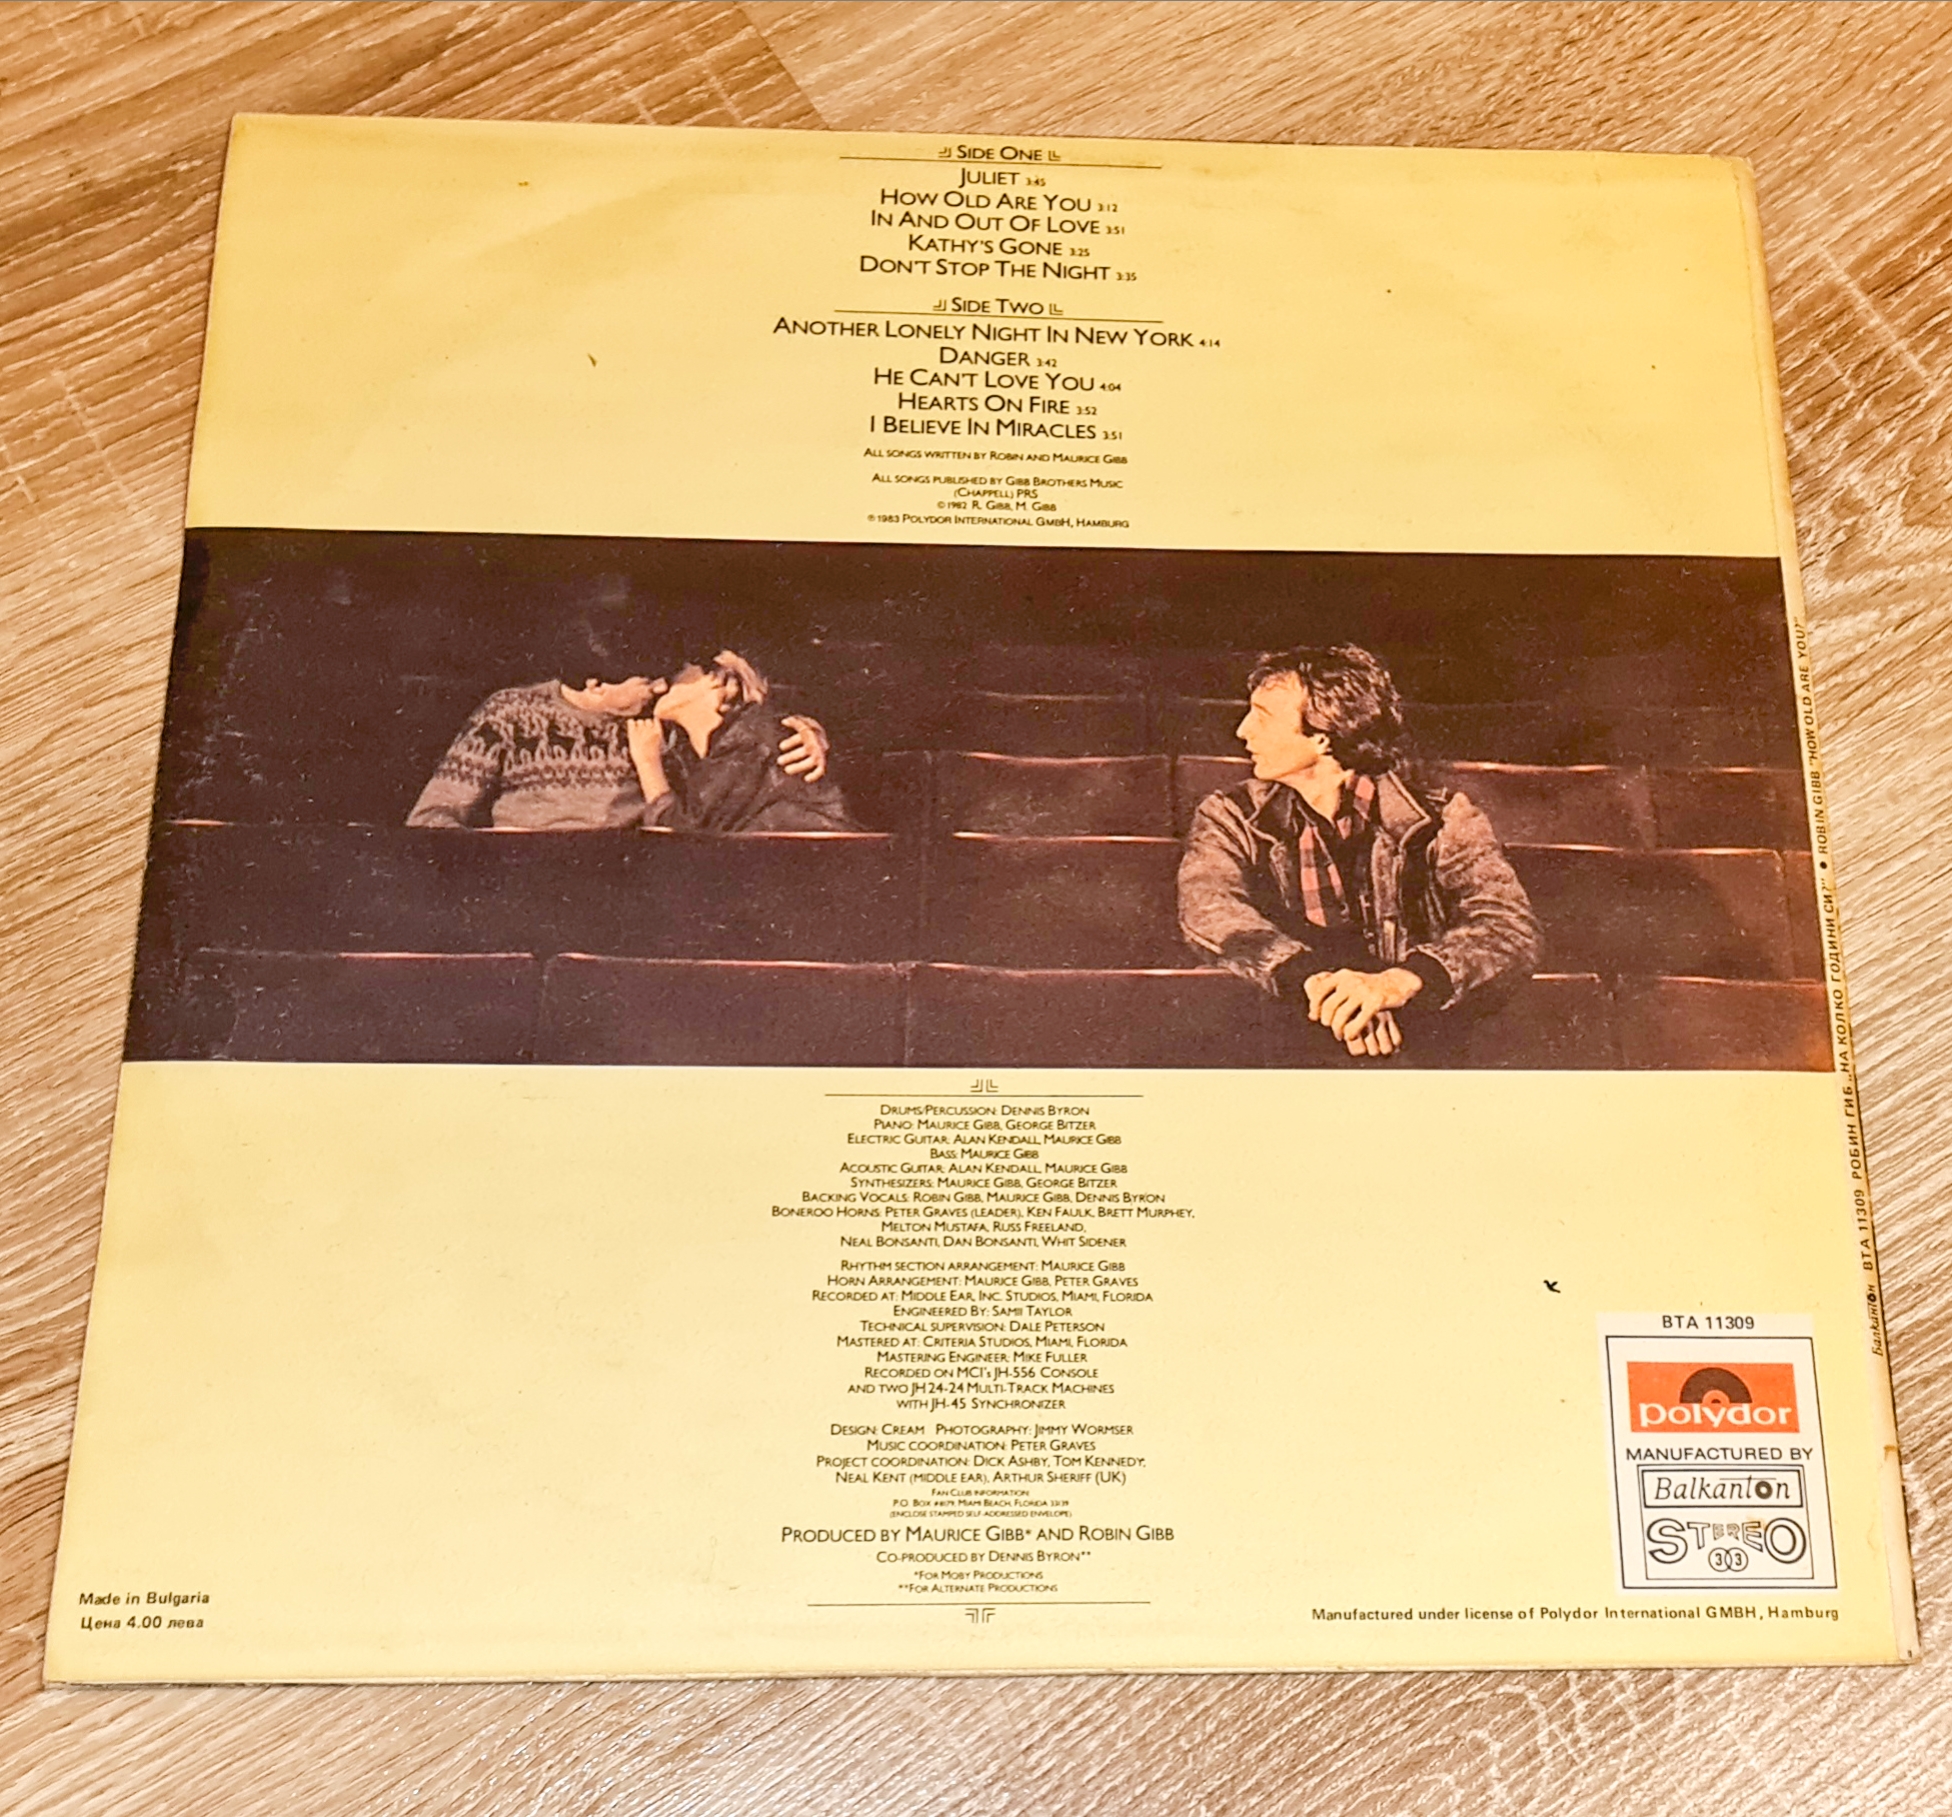 SIDE ONE
JULIET 3:45
HOW OLD ARE YOU 3:12
IN AND OUT OF LOVE 3:51
KATHY'S GONE 3:25
DON'T STOP THE NIGHT 3:35
SIDE TWO
ANOTHER LONELY NIGHT IN NEW YORK 4:14
DANGER 3:42
HE CAN'T LOVE YOU 4:04
HEARTS ON FIRE 3:52
I BELIEVE IN MIRACLES 3:51
ALL SONGS WRITTEN BY ROBIN AND MAURICE GIBB
ALL SONGS PUBLISHED BY GIBB BROTHERS MUSIC
(CHAPPELL) PRS
© 1982 R. GIBB, M. GIBB
℗ 1983 POLYDOR INTERNATIONAL GMBH, HAMBURG
DRUMS/PERCUSSION: DENNIS BYRON
PIANO: MAURICE GIBB, GEORGE BITZER
ELECTRIC GUITAR: ALAN KENDALL, MAURICE GIBB
BASS: MAURICE GIBB
ACOUSTIC GUITAR: ALAN KENDALL, MAURICE GIBB
SYNTHESIZERS: MAURICE GIBB, GEORGE BITZER
BACKING VOCALS: ROBIN GIBB, MAURICE GIBB, DENNIS BYRON
BONEROO HORNS: PETER GRAVES (LEADER), KEN FAULK, BRETT MURPHEY,
MELTON MUSTAFA, RUSS FREELAND,
NEAL BONSANTI, DAN BONSANTI, WHIT SIDENER
RHYTHM SECTION ARRANGEMENT: MAURICE GIBB
HORN ARRANGEMENT: MAURICE GIBB, PETER GRAVES
RECORDED AT: MIDDLE EAR, INC. STUDIOS, MIAMI, FLORIDA
ENGINEERED BY: SAMII TAYLOR
TECHNICAL SUPERVISION: DALE PETERSON
MASTERED AT: CRITERIA STUDIOS, MIAMI, FLORIDA
MASTERING ENGINEER: MIKE FULLER
RECORDED ON MCI's JH-556 CONSOLE
AND TWO JH 24-24 MULTI-TRACK MACHINES
WITH JH-45 SYNCHRONIZER
DESIGN: CREAM PHOTOGRAPHY: JIMMY WORMSER
MUSIC COORDINATION: PETER GRAVES
PROJECT COORDINATION: DICK ASHBY, TOM KENNEDY,
NEAL KENT (MIDDLE EAR), ARTHUR SHERIFF (UK)
FAN CLUB INFORMATION
P.O. BOX #8179, MIAMI BEACH, FLORIDA 33139
(ENCLOSE STAMPED SELF-ADDRESSED ENVELOPE)
PRODUCED BY MAURICE GIBB* AND ROBIN GIBB
CO-PRODUCED BY DENNIS BYRON**
*FOR MOBY PRODUCTIONS
**FOR ALTERNATE PRODUCTIONS
Made in Bulgaria
Цена 4.00 лева
BTA 11309
polydor
MANUFACTURED BY
Balkanton
STEREO
33
Manufactured under license of Polydor International GMBH, Hamburg
Балкантон ВТА 11309 РОБИН ГИБ „НА КОЛКО ГОДИНИ СИ?" • ROBIN GIBB "HOW OLD ARE YOU?"